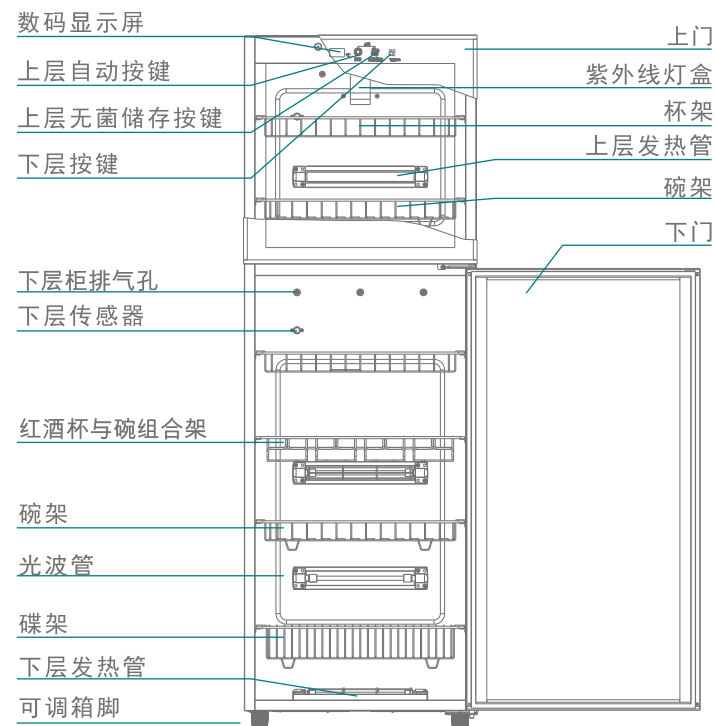 数码显示屏
上层自动按键
上层无菌储存按键
下层按键
下层柜排气孔
下层传感器
红酒杯与碗组合架
碗架
光波管
碟架
下层发热管
可调箱脚
上门
紫外线灯盒
杯架
上层发热管
碗架
下门